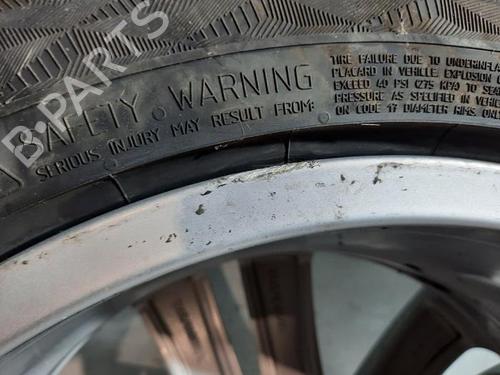 SAFETY WARNING
SERIOUS INJURY MAY RESULT FROM:
TIRE FAILURE DUE TO UNDERINFLA
PLACARD IN VEHICLE: EXPLOSION
EXCEED 40 PSI (275 KPA) TO SEA
PRESSURE AS SPECIFIED IN VEHICL
ON CODE 17 DIAMETER RIMS. ONL
B-PARTS